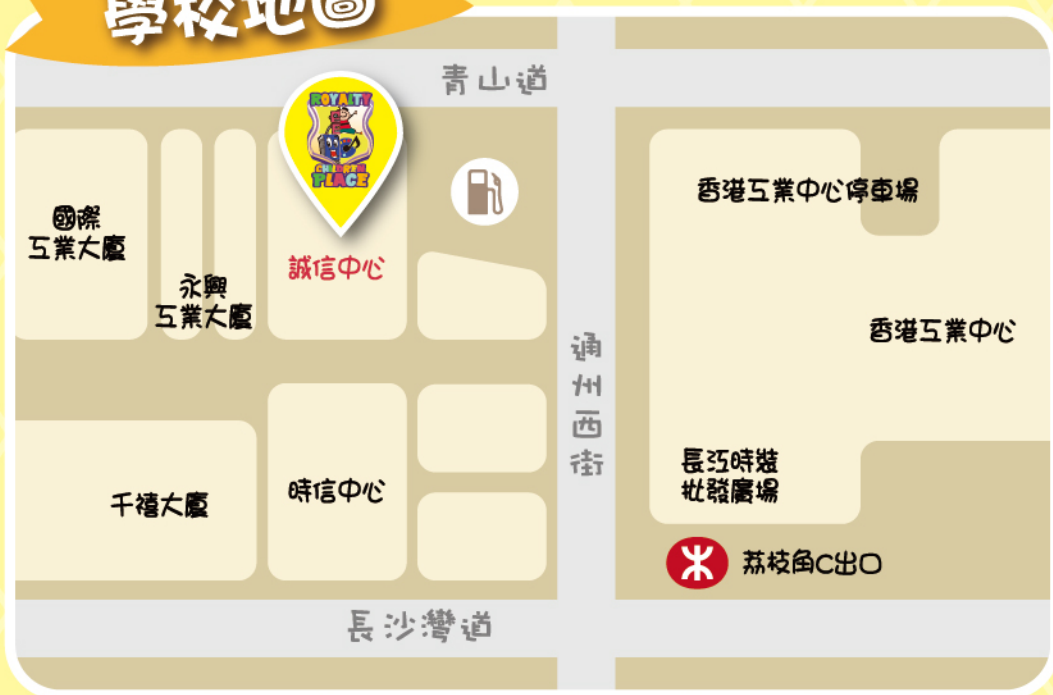 學校地圖
青山道
ROYALTY
CHILDREN
PLACE
香港工業中心停車場
國際
工業大廈
誠信中心
永興
工業大廈
香港工業中心
通州西街
長江時裝
批發廣場
千禧大廈
時信中心
荔枝角C出口
長沙灣道